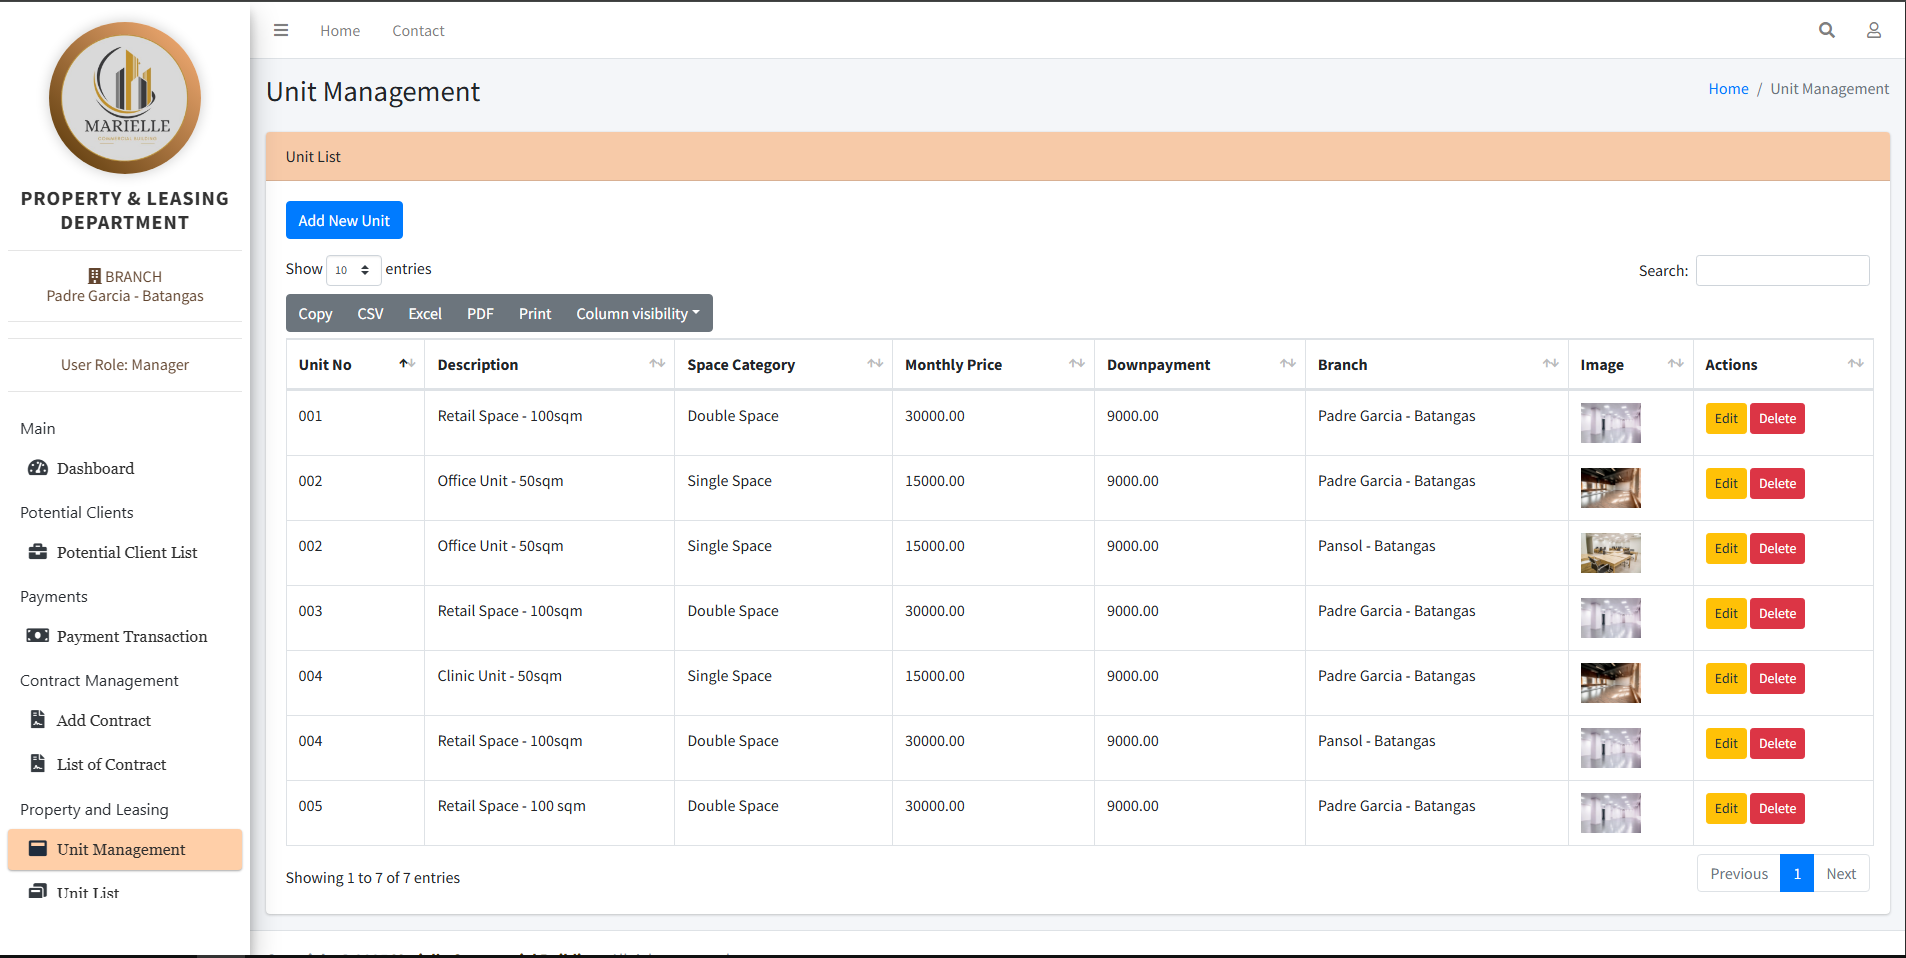 MARIELLE
COMMERCIAL BUILDING
PROPERTY & LEASING
DEPARTMENT
BRANCH
Padre Garcia - Batangas
User Role: Manager
Main
Dashboard
Potential Clients
Potential Client List
Payments
Payment Transaction
Contract Management
Add Contract
List of Contract
Property and Leasing
Unit Management
Unit List
Home Contact
Unit Management
Home / Unit Management
Unit List
Add New Unit
Show 10 entries
Search:
Copy CSV Excel PDF Print Column visibility
Unit No Description Space Category Monthly Price Downpayment Branch Image Actions
001 Retail Space - 100sqm Double Space 30000.00 9000.00 Padre Garcia - Batangas Edit Delete
002 Office Unit - 50sqm Single Space 15000.00 9000.00 Padre Garcia - Batangas Edit Delete
002 Office Unit - 50sqm Single Space 15000.00 9000.00 Pansol - Batangas Edit Delete
003 Retail Space - 100sqm Double Space 30000.00 9000.00 Padre Garcia - Batangas Edit Delete
004 Clinic Unit - 50sqm Single Space 15000.00 9000.00 Padre Garcia - Batangas Edit Delete
004 Retail Space - 100sqm Double Space 30000.00 9000.00 Pansol - Batangas Edit Delete
005 Retail Space - 100 sqm Double Space 30000.00 9000.00 Padre Garcia - Batangas Edit Delete
Showing 1 to 7 of 7 entries
Previous 1 Next